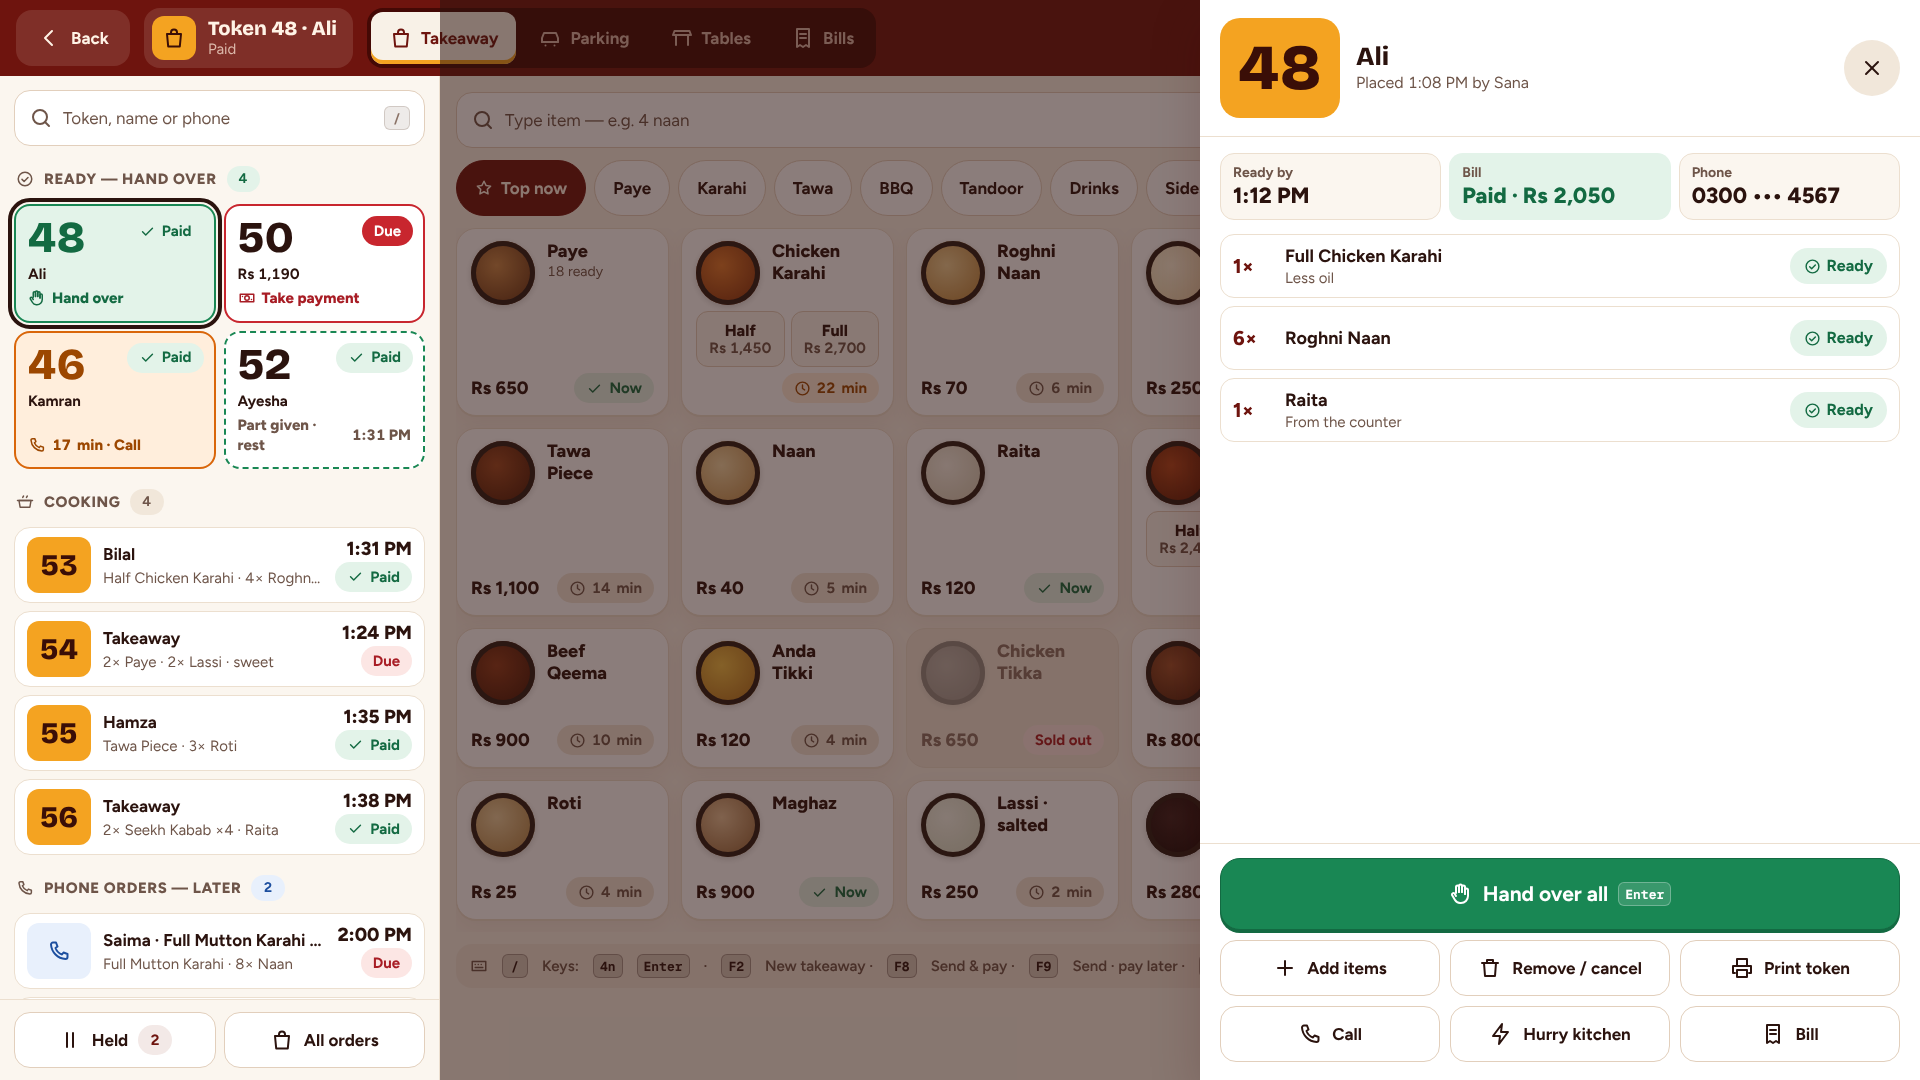 Back
Token 48 · Ali
Paid
Takeaway
Parking
Tables
Bills
Token, name or phone
/
READY — HAND OVER 4
48
Paid
Ali
Hand over
50
Due
Rs 1,190
Take payment
46
Paid
Kamran
17 min · Call
52
Paid
Ayesha
Part given · rest
1:31 PM
COOKING 4
53
Bilal
1:31 PM
Half Chicken Karahi · 4× Roghn...
Paid
54
Takeaway
1:24 PM
2× Paye · 2× Lassi · sweet
Due
55
Hamza
1:35 PM
Tawa Piece · 3× Roti
Paid
56
Takeaway
1:38 PM
2× Seekh Kabab ×4 · Raita
Paid
PHONE ORDERS — LATER 2
Saima · Full Mutton Karahi ...
2:00 PM
Full Mutton Karahi · 8× Naan
Due
Held 2
All orders
Type item — e.g. 4 naan
Top now
Paye
Karahi
Tawa
BBQ
Tandoor
Drinks
Side
Paye
18 ready
Rs 650
Now
Chicken Karahi
Half
Rs 1,450
Full
Rs 2,700
22 min
Roghni Naan
Rs 70
6 min
Rs 250
Tawa Piece
Rs 1,100
14 min
Naan
Rs 40
5 min
Raita
Rs 120
Now
Hal
Rs 2,4
Beef Qeema
Rs 900
10 min
Anda Tikki
Rs 120
4 min
Chicken Tikka
Rs 650
Sold out
Rs 800
Roti
Rs 25
4 min
Maghaz
Rs 900
Now
Lassi · salted
Rs 250
2 min
Rs 280
/ Keys: 4n Enter · F2 New takeaway · F8 Send & pay · F9 Send · pay later ·
48
Ali
Placed 1:08 PM by Sana
Ready by
1:12 PM
Bill
Paid · Rs 2,050
Phone
0300 ••• 4567
1×
Full Chicken Karahi
Less oil
Ready
6×
Roghni Naan
Ready
1×
Raita
From the counter
Ready
Hand over all Enter
Add items
Remove / cancel
Print token
Call
Hurry kitchen
Bill